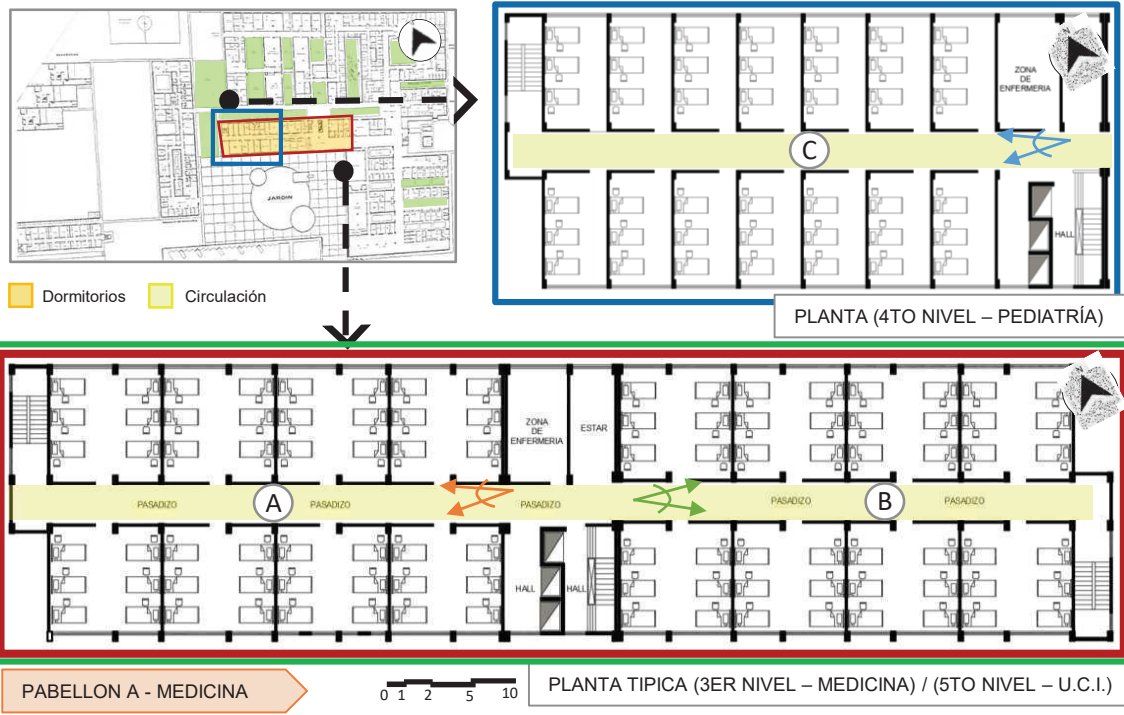 JARDIN
Dormitorios
Circulación
ZONA
DE
ENFERMERIA
C
HALL
PLANTA (4TO NIVEL – PEDIATRÍA)
ZONA
DE
ENFERMERIA
ESTAR
PASADIZO
A
PASADIZO
PASADIZO
PASADIZO
B
PASADIZO
HALL
HALL
PABELLON A - MEDICINA
0 1 2 5 10
PLANTA TIPICA (3ER NIVEL – MEDICINA) / (5TO NIVEL – U.C.I.)